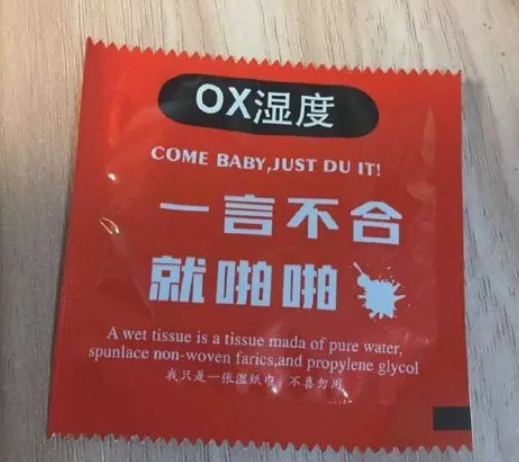 OX湿度
COME BABY,JUST DU IT!
一言不合
就啪啪
A wet tissue is a tissue mada of pure water,
spunlace non-woven farics,and propylene glycol
我只是一张湿纸巾 不喜勿用